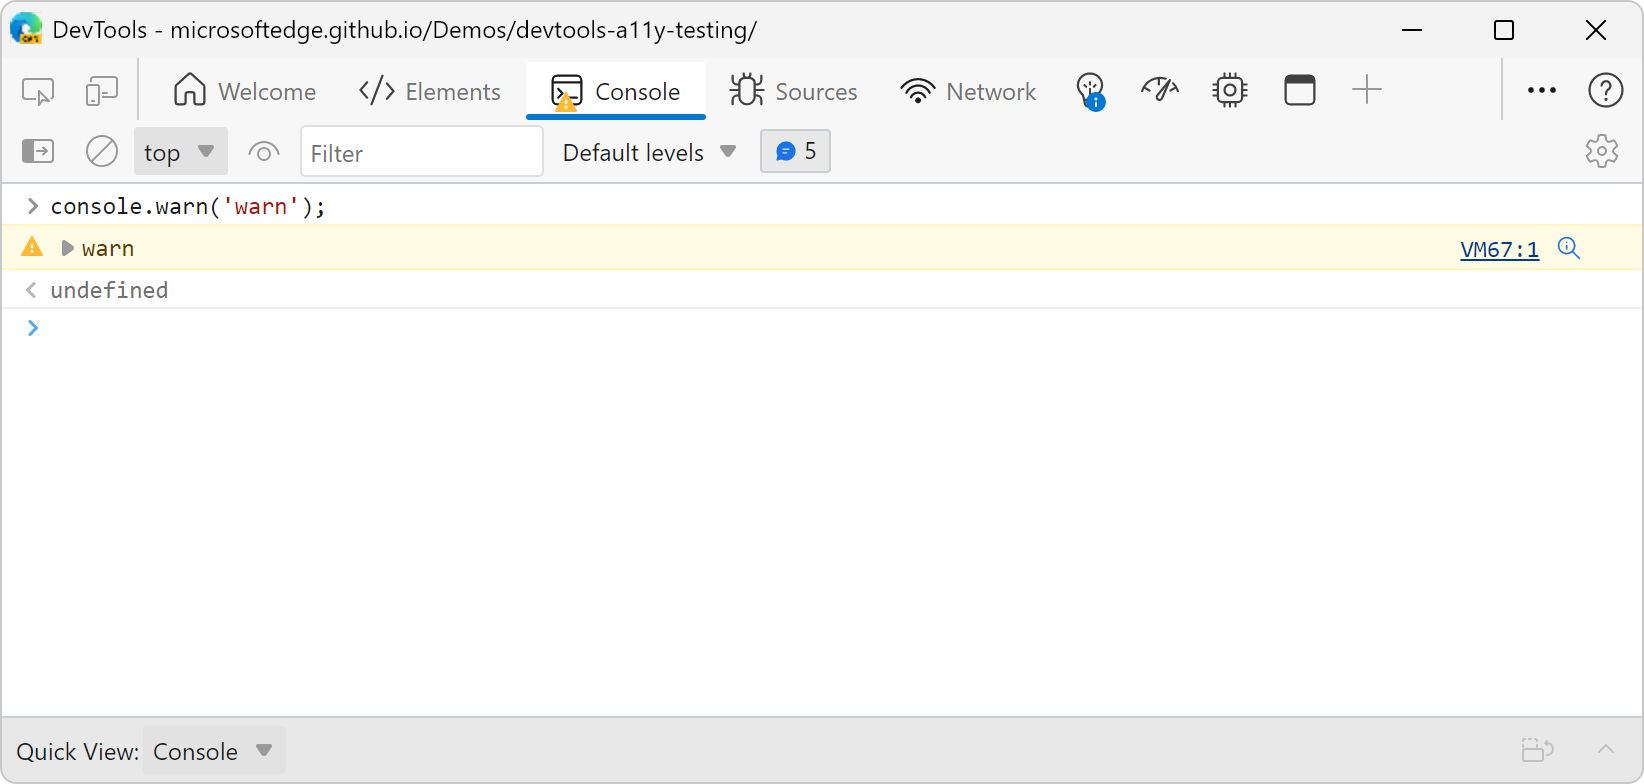 DevTools - microsoftedge.github.io/Demos/devtools-a11y-testing/
Welcome Elements Console Sources Network
top Filter Default levels 5
console.warn('warn');
warn VM67:1
undefined
Quick View: Console